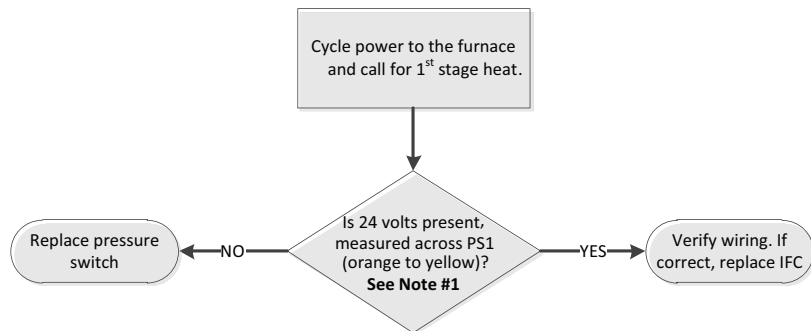 Cycle power to the furnace
and call for 1st stage heat.
Is 24 volts present,
measured across PS1
(orange to yellow)?
See Note #1
NO
Replace pressure
switch
YES
Verify wiring. If
correct, replace IFC